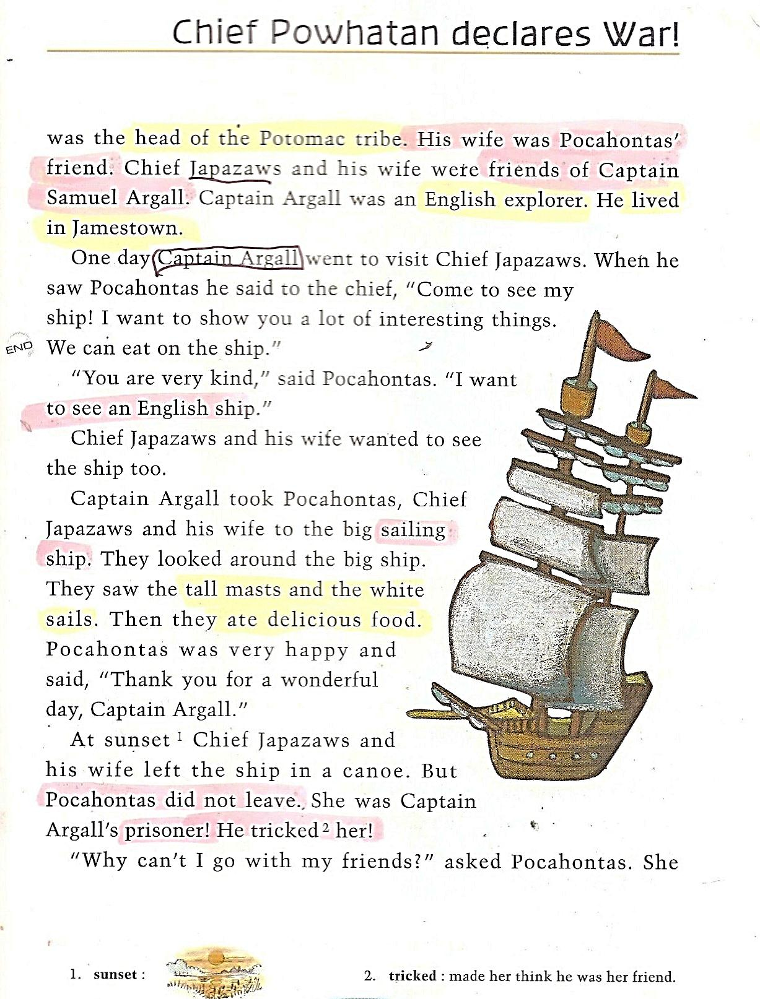 Chief Powhatan declares War!
was the head of the Potomac tribe. His wife was Pocahontas'
friend. Chief Japazaws and his wife were friends of Captain
Samuel Argall. Captain Argall was an English explorer. He lived
in Jamestown.
One day Captain Argall went to visit Chief Japazaws. When he
saw Pocahontas he said to the chief, “Come to see my
ship! I want to show you a lot of interesting things.
END We can eat on the ship.”
“You are very kind,” said Pocahontas. “I want
to see an English ship.”
Chief Japazaws and his wife wanted to see
the ship too.
Captain Argall took Pocahontas, Chief
Japazaws and his wife to the big sailing
ship. They looked around the big ship.
They saw the tall masts and the white
sails. Then they ate delicious food.
Pocahontas was very happy and
said, “Thank you for a wonderful
day, Captain Argall.”
At sunset 1 Chief Japazaws and
his wife left the ship in a canoe. But
Pocahontas did not leave. She was Captain
Argall's prisoner! He tricked 2 her!
“Why can't I go with my friends?” asked Pocahontas. She
1. sunset :
2. tricked : made her think he was her friend.